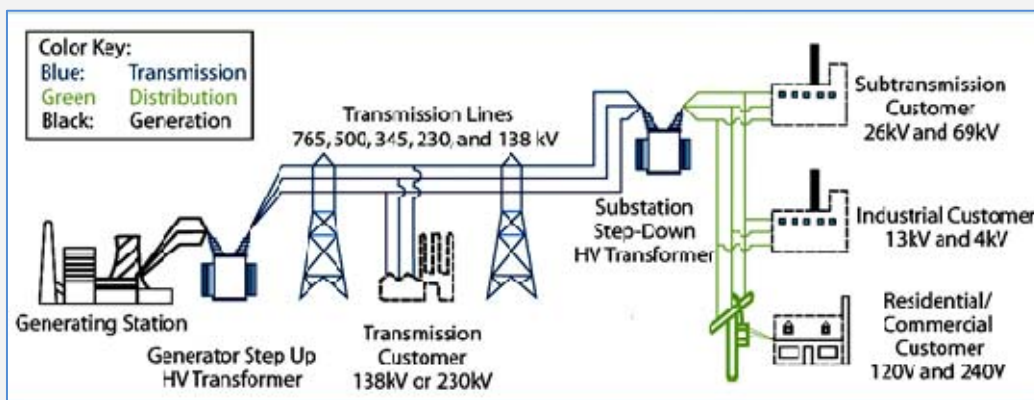 Color Key:
Blue: Transmission
Green Distribution
Black: Generation
Transmission Lines
765, 500, 345, 230, and 138 kV
Subtransmission
Customer
26kV and 69kV
Substation
Step-Down
HV Transformer
Industrial Customer
13kV and 4kV
Generating Station
Generator Step Up
HV Transformer
Transmission
Customer
138kV or 230kV
Residential/
Commercial
Customer
120V and 240V